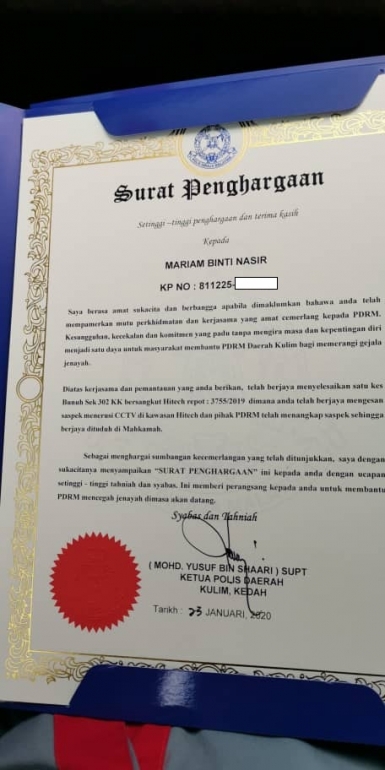 Surat Penghargaan
Setinggi –tinggi penghargaan dan terima kasih
Kepada
MARIAM BINTI NASIR
KP NO : 811225-
Saya berasa amat sukacita dan berbangga apabila dimaklumkan bahawa anda telah
mempamerkan mutu perkhidmatan dan kerjasama yang amat cemerlang kepada PDRM.
Kesungguhan, kecekalan dan komitmen yang padu tanpa mengira masa dan kepentingan diri
menjadi satu daya untuk masyarakat membantu PDRM Daerah Kulim bagi memerangi gejala
jenayah.
Diatas kerjasama dan pemantauan yang anda berikan, telah berjaya menyelesaikan satu kes
Bunuh Sek 302 KK bersangkut Hitech repot : 3755/2019 dimana anda telah berjaya mengesan
suspek menerusi CCTV di kawasan Hitech dan pihak PDRM telah menangkap suspek sehingga
berjaya dituduh di Mahkamah.
Sebagai menghargai sumbangan kecemerlangan yang telah ditunjukkan, saya dengan
sukacitanya menyampaikan “SURAT PENGHARGAAN” ini kepada anda dengan ucapan
setinggi - tinggi tahniah dan syabas. Ini memberi perangsang kepada anda untuk membantu
PDRM mencegah jenayah dimasa akan datang.
Syabas dan Tahniah
( MOHD. YUSUF BIN SHAARI ) SUPT
KETUA POLIS DAERAH
KULIM, KEDAH
Tarikh : 23 JANUARI, 2020